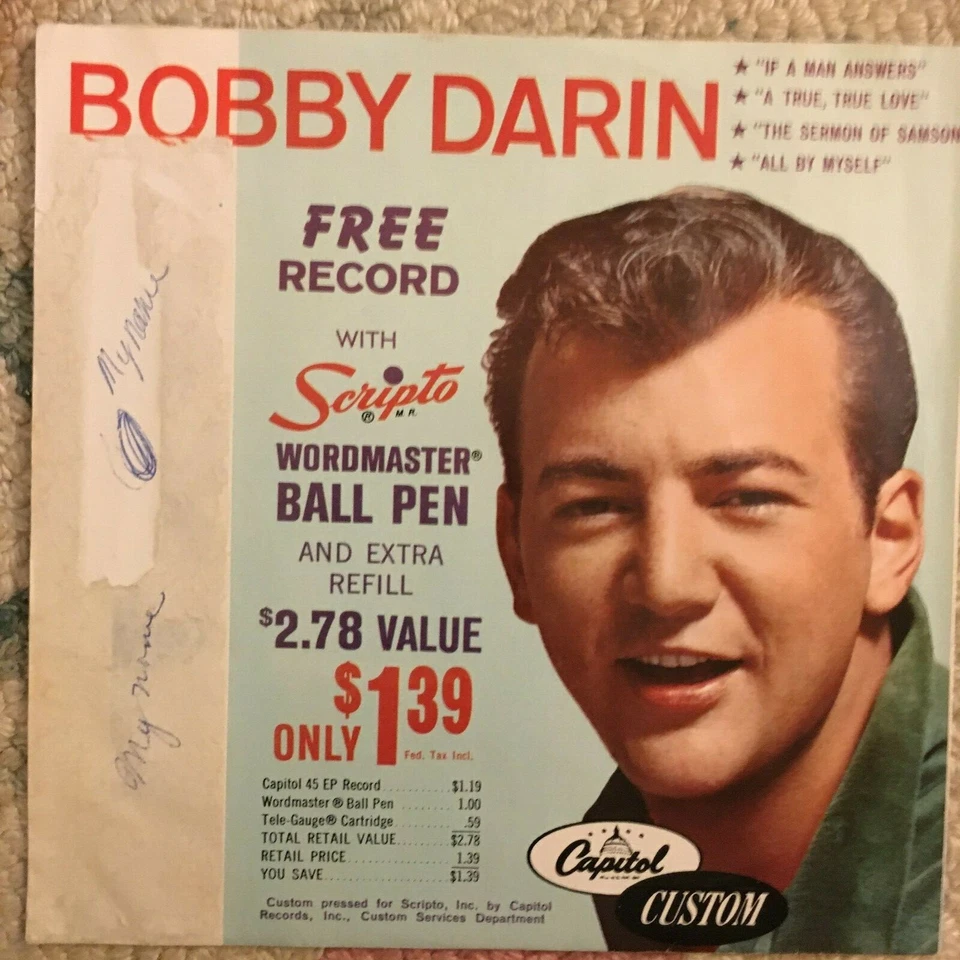 BOBBY DARIN
★ "IF A MAN ANSWERS"
★ "A TRUE, TRUE LOVE"
★ "THE SERMON OF SAMSON
★ "ALL BY MYSELF"
FREE
RECORD
WITH
Scripto
® M.R.
WORDMASTER®
BALL PEN
AND EXTRA
REFILL
$2.78 VALUE
ONLY $1.39
Fed. Tax Incl.
Capitol 45 EP Record ........... $1.19
Wordmaster® Ball Pen ........ 1.00
Tele-Gauge® Cartridge ........ .59
TOTAL RETAIL VALUE ........ $2.78
RETAIL PRICE ................ 1.39
YOU SAVE .................... $1.39
Custom pressed for Scripto, Inc. by Capitol
Records, Inc., Custom Services Department
Capitol
CUSTOM
My name
My